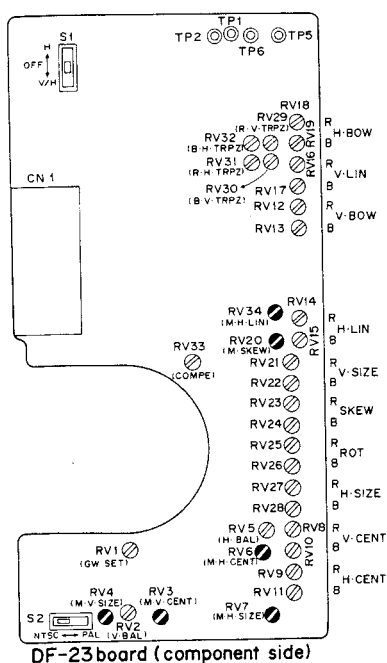 S1
H
OFF
V/H
TP1
TP2
TP6
TP5
RV18
RV29
(R·V·TRPZ)
RV19
R
H·BOW
RV32
(B·H·TRPZ)
B
RV31
(R·H·TRPZ)
RV16
R
V·LIN
CN 1
RV30
(B·V·TRPZ)
RV17
B
RV12
R
V·BOW
RV13
B
RV34
(M·H·LIN)
RV14
R
H·LIN
RV20
(M·SKEW)
RV15
B
RV33
(COMPE)
RV21
R
V·SIZE
RV22
B
RV23
R
SKEW
RV24
B
RV25
R
ROT
RV26
B
RV27
R
H·SIZE
RV28
B
RV5
(H·BAL)
RV8
R
V·CENT
RV1
(GW SET)
RV6
(M·H·CENT)
RV10
B
RV9
R
H·CENT
RV11
B
RV4
(M·V·SIZE)
RV3
(M·V·CENT)
RV7
(M·H·SIZE)
S2
RV2
(V·BAL)
NTSC ↔ PAL
DF-23 board (component side)